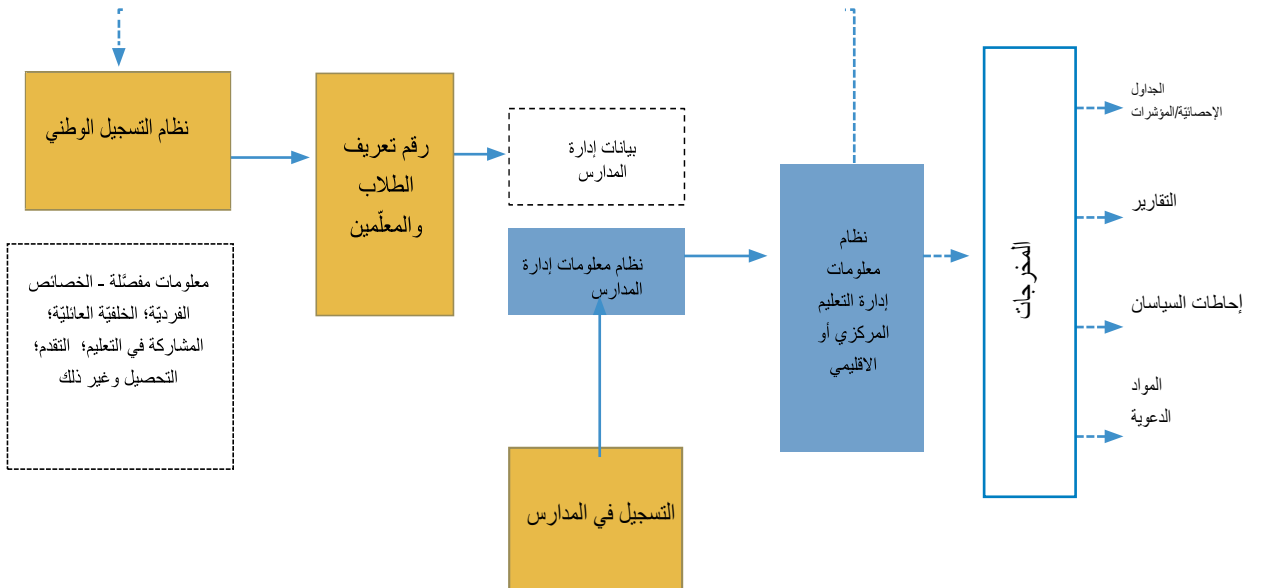 نظام التسجيل الوطني
معلومات مفصَّلة - الخصائص
الفرديّة؛ الخلفيّة العائليّة؛
المشاركة في التعليم؛ التقدم؛
التحصيل وغير ذلك
رقم تعريف
الطلاب
والمعلّمين
بيانات إدارة
المدارس
نظام معلومات إدارة
المدارس
التسجيل في المدارس
نظام
معلومات
إدارة التعليم
المركزي أو
الاقليمي
المخرجات
الجداول
الإحصائيّة/المؤشرات
التقارير
إحاطات السياسان
المواد
الدعوية